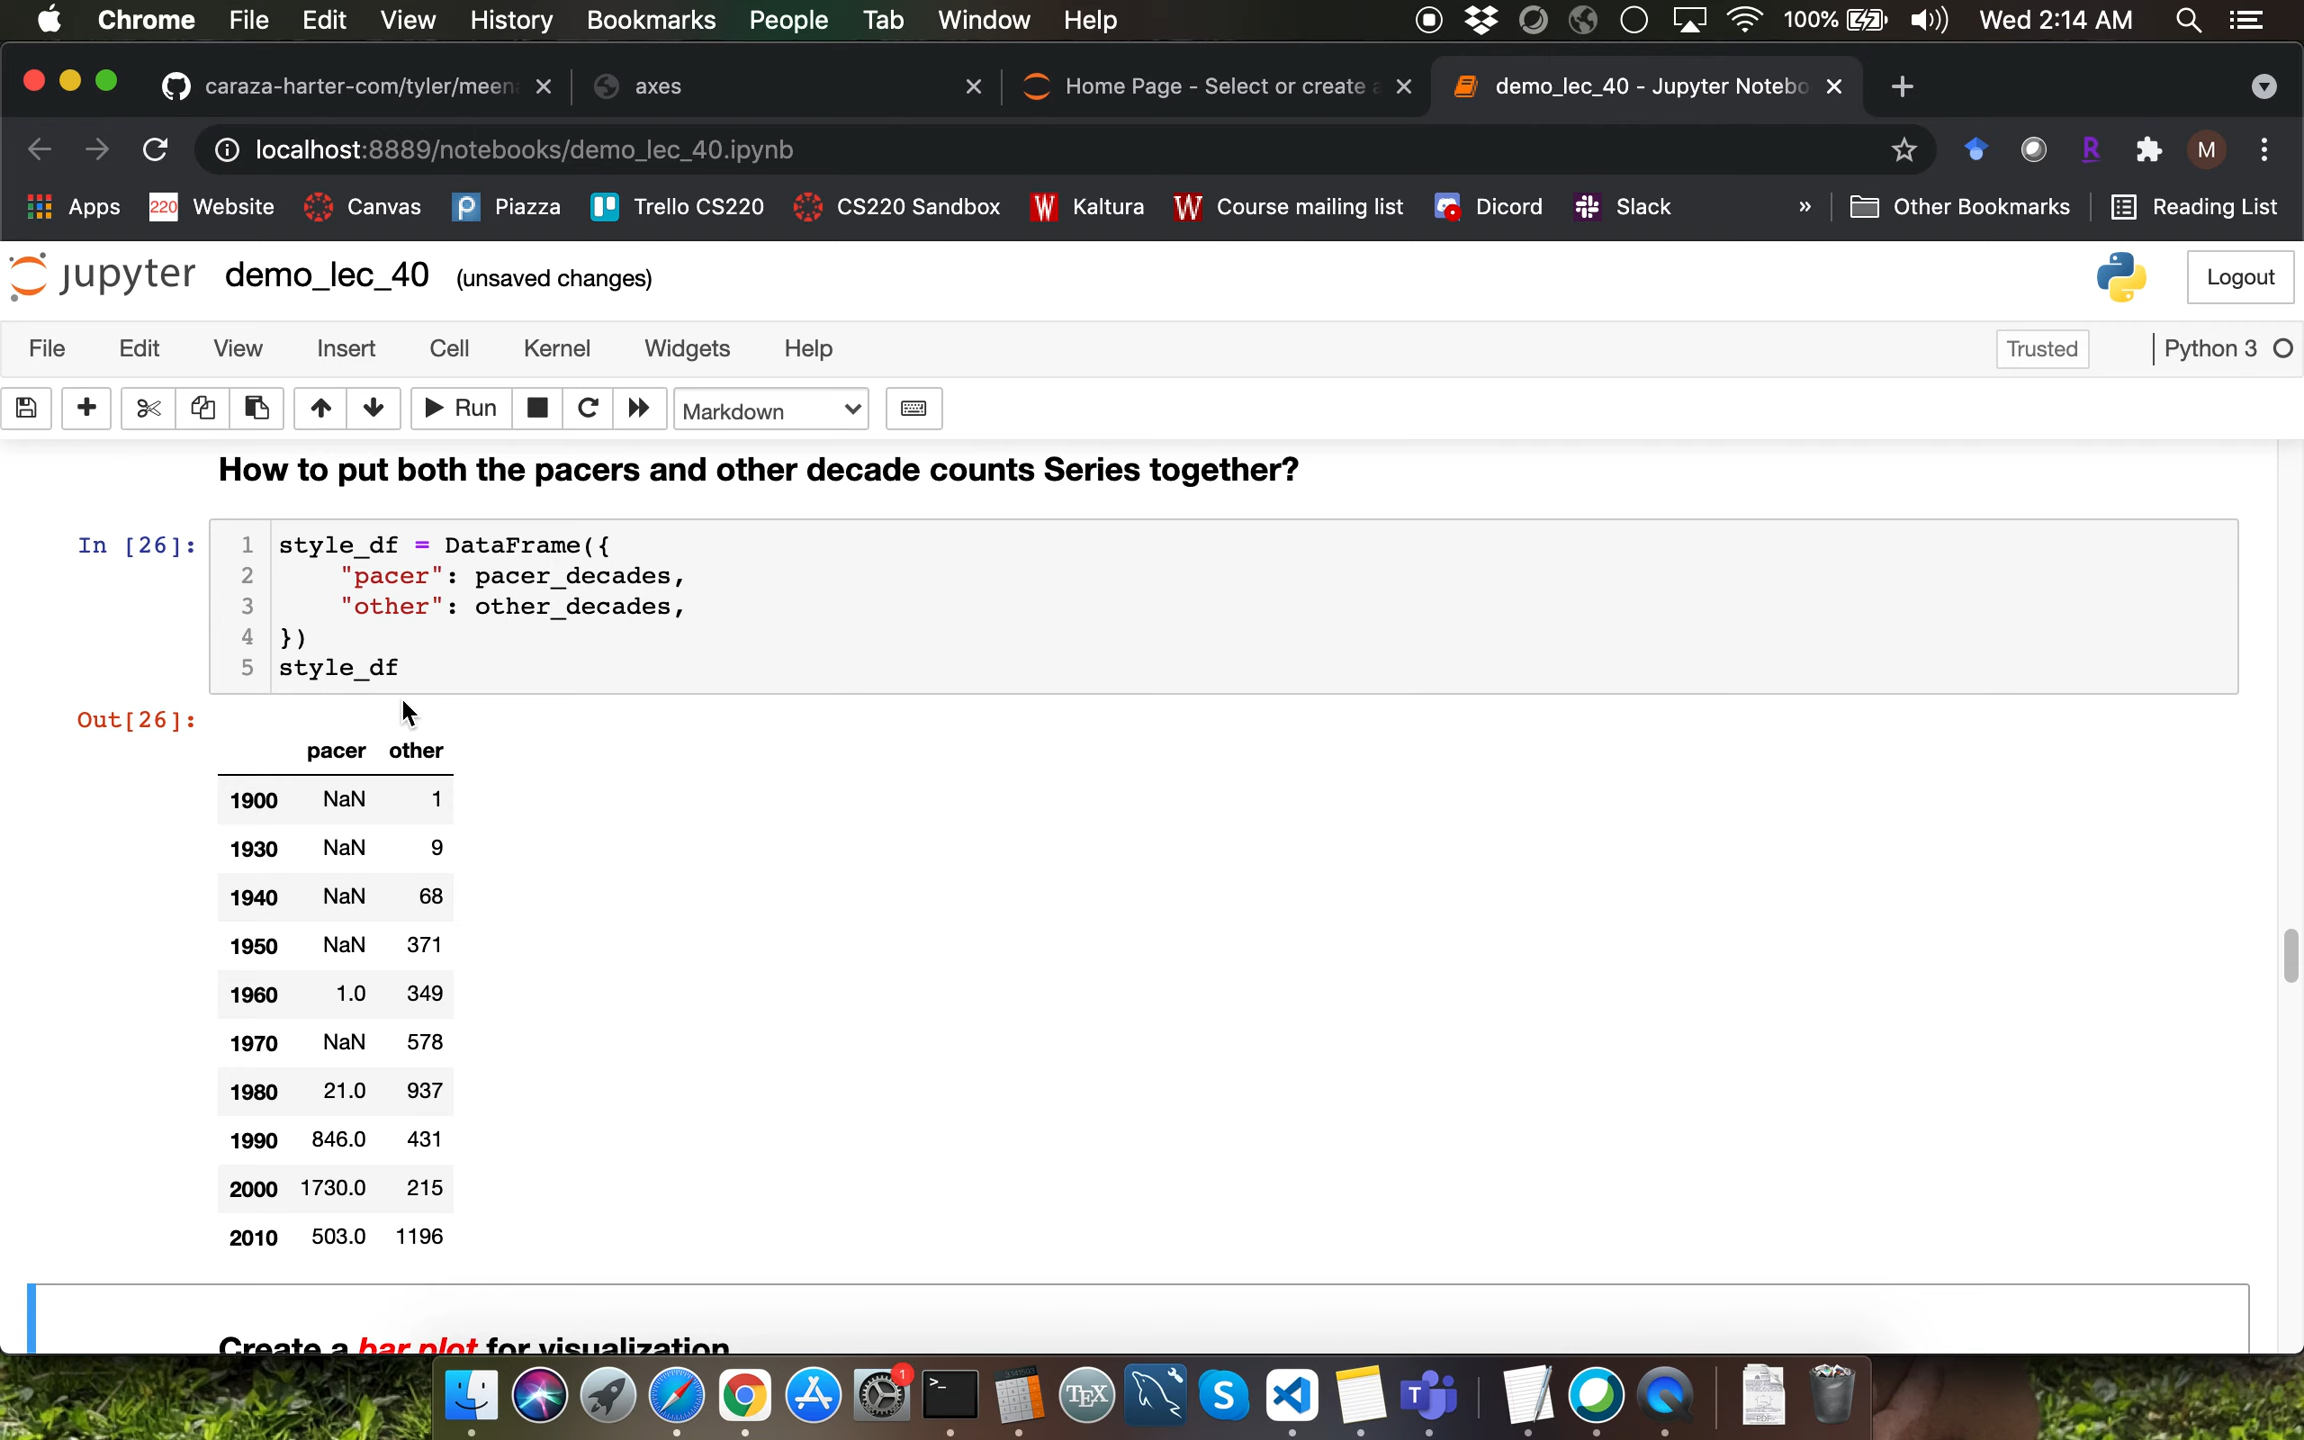 Chrome File Edit View History Bookmarks People Tab Window Help 100% Wed 2:14 AM
caraza-harter-com/tyler/meen axes Home Page - Select or create a demo_lec_40 - Jupyter Notebo
localhost:8889/notebooks/demo_lec_40.ipynb M
Apps 220 Website Canvas Piazza Trello CS220 CS220 Sandbox Kaltura Course mailing list Dicord Slack » Other Bookmarks Reading List
jupyter demo_lec_40 (unsaved changes) Logout
File Edit View Insert Cell Kernel Widgets Help Trusted Python 3
Run Markdown
How to put both the pacers and other decade counts Series together?
In [26]: 1 style_df = DataFrame({
2 "pacer": pacer_decades,
3 "other": other_decades,
4 })
5 style_df
Out[26]:
pacer other
1900 NaN 1
1930 NaN 9
1940 NaN 68
1950 NaN 371
1960 1.0 349
1970 NaN 578
1980 21.0 937
1990 846.0 431
2000 1730.0 215
2010 503.0 1196
Create a bar plot for visualization
1 >_ TEX S T PDF